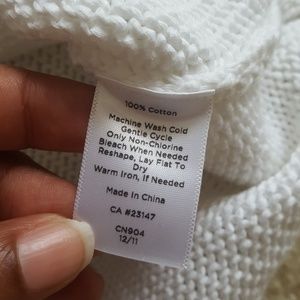 100% Cotton
Machine Wash Cold
Gentle Cycle
Only Non-Chlorine
Bleach When Needed
Reshape, Lay Flat To
Dry
Warm Iron, If Needed
Made in China
CA #23147
CN904
12/11